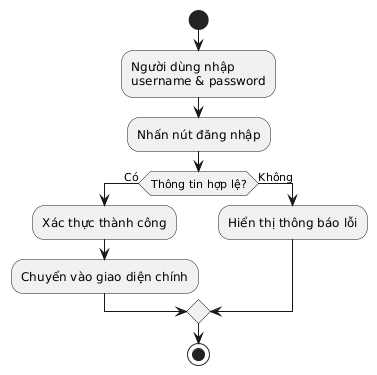 Người dùng nhập
username & password
Nhấn nút đăng nhập
Thông tin hợp lệ?
Có
Không
Xác thực thành công
Hiển thị thông báo lỗi
Chuyển vào giao diện chính